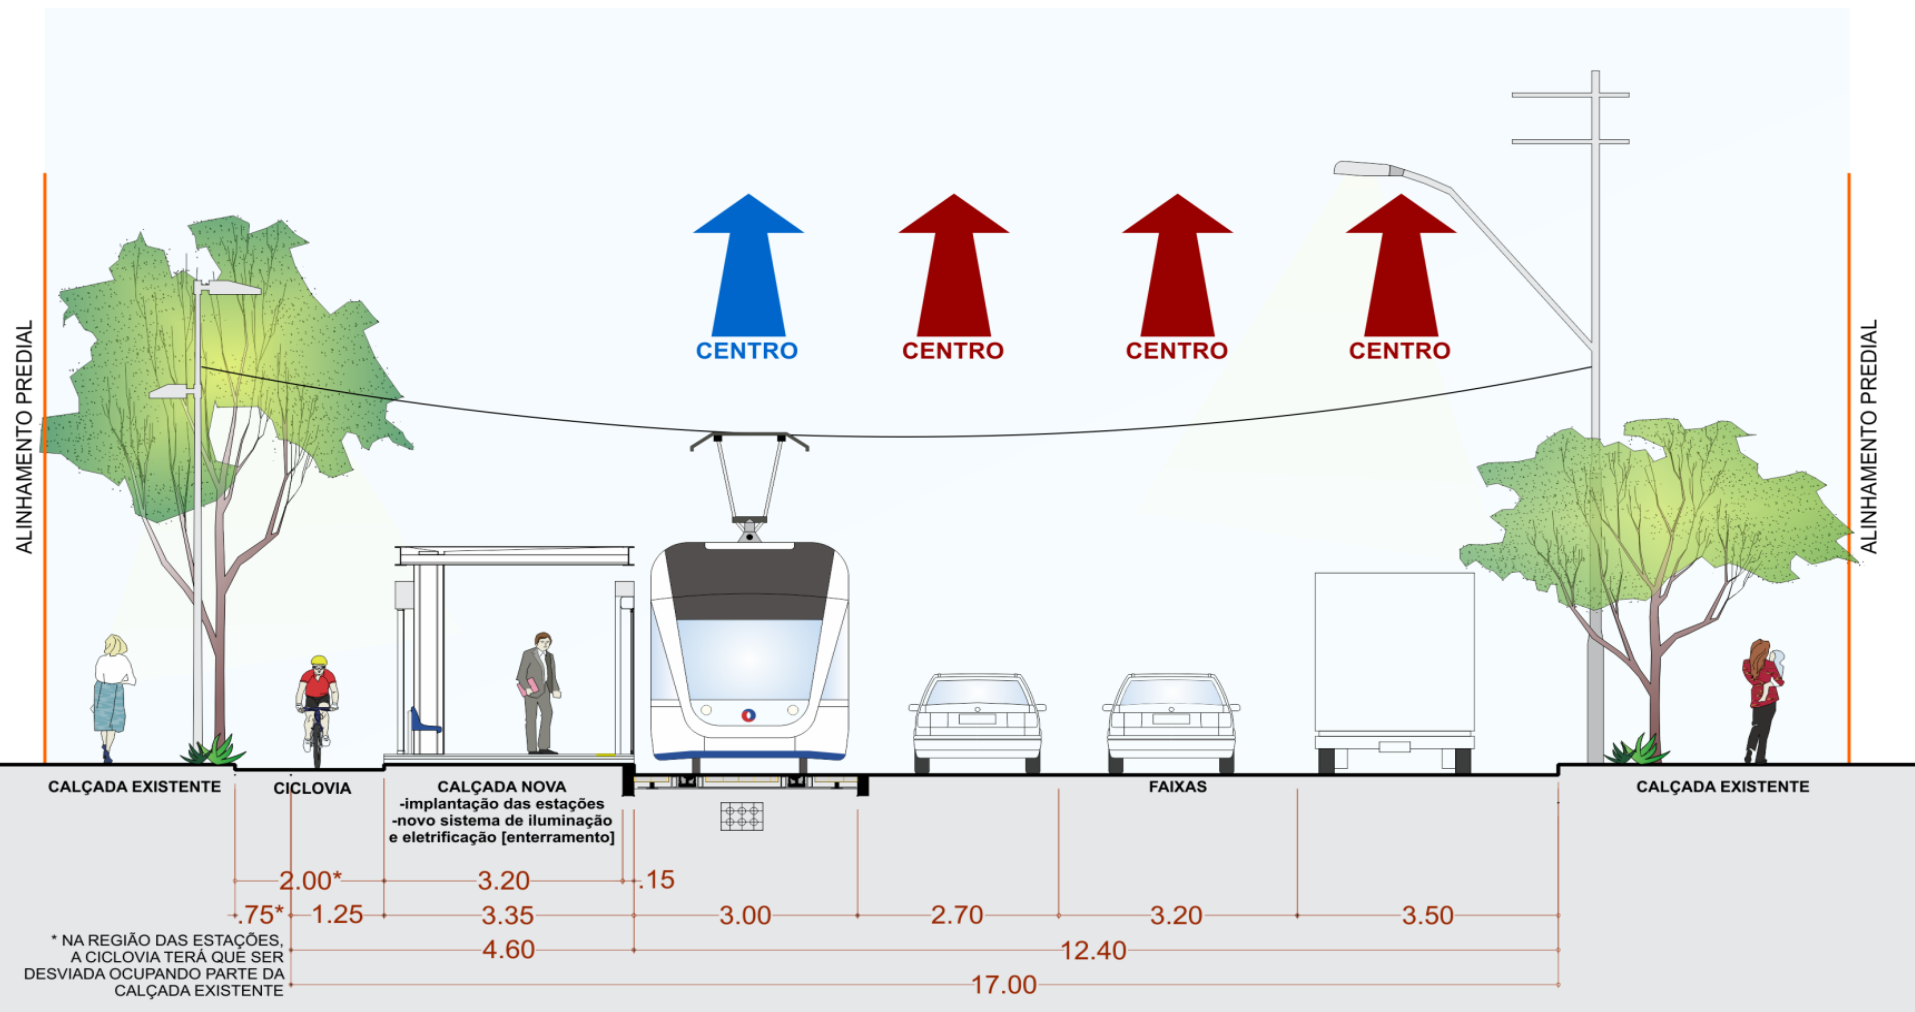 CENTRO
CENTRO
CENTRO
CENTRO
ALINHAMENTO PREDIAL
ALINHAMENTO PREDIAL
CALÇADA EXISTENTE
CICLOVIA
CALÇADA NOVA
-implantação das estações
-novo sistema de iluminação
e eletrificação [enterramento]
FAIXAS
CALÇADA EXISTENTE
2.00*
3.20
.15
.75*
1.25
3.35
3.00
2.70
3.20
3.50
4.60
12.40
17.00
* NA REGIÃO DAS ESTAÇÕES,
A CICLOVIA TERÁ QUE SER
DESVIADA OCUPANDO PARTE DA
CALÇADA EXISTENTE